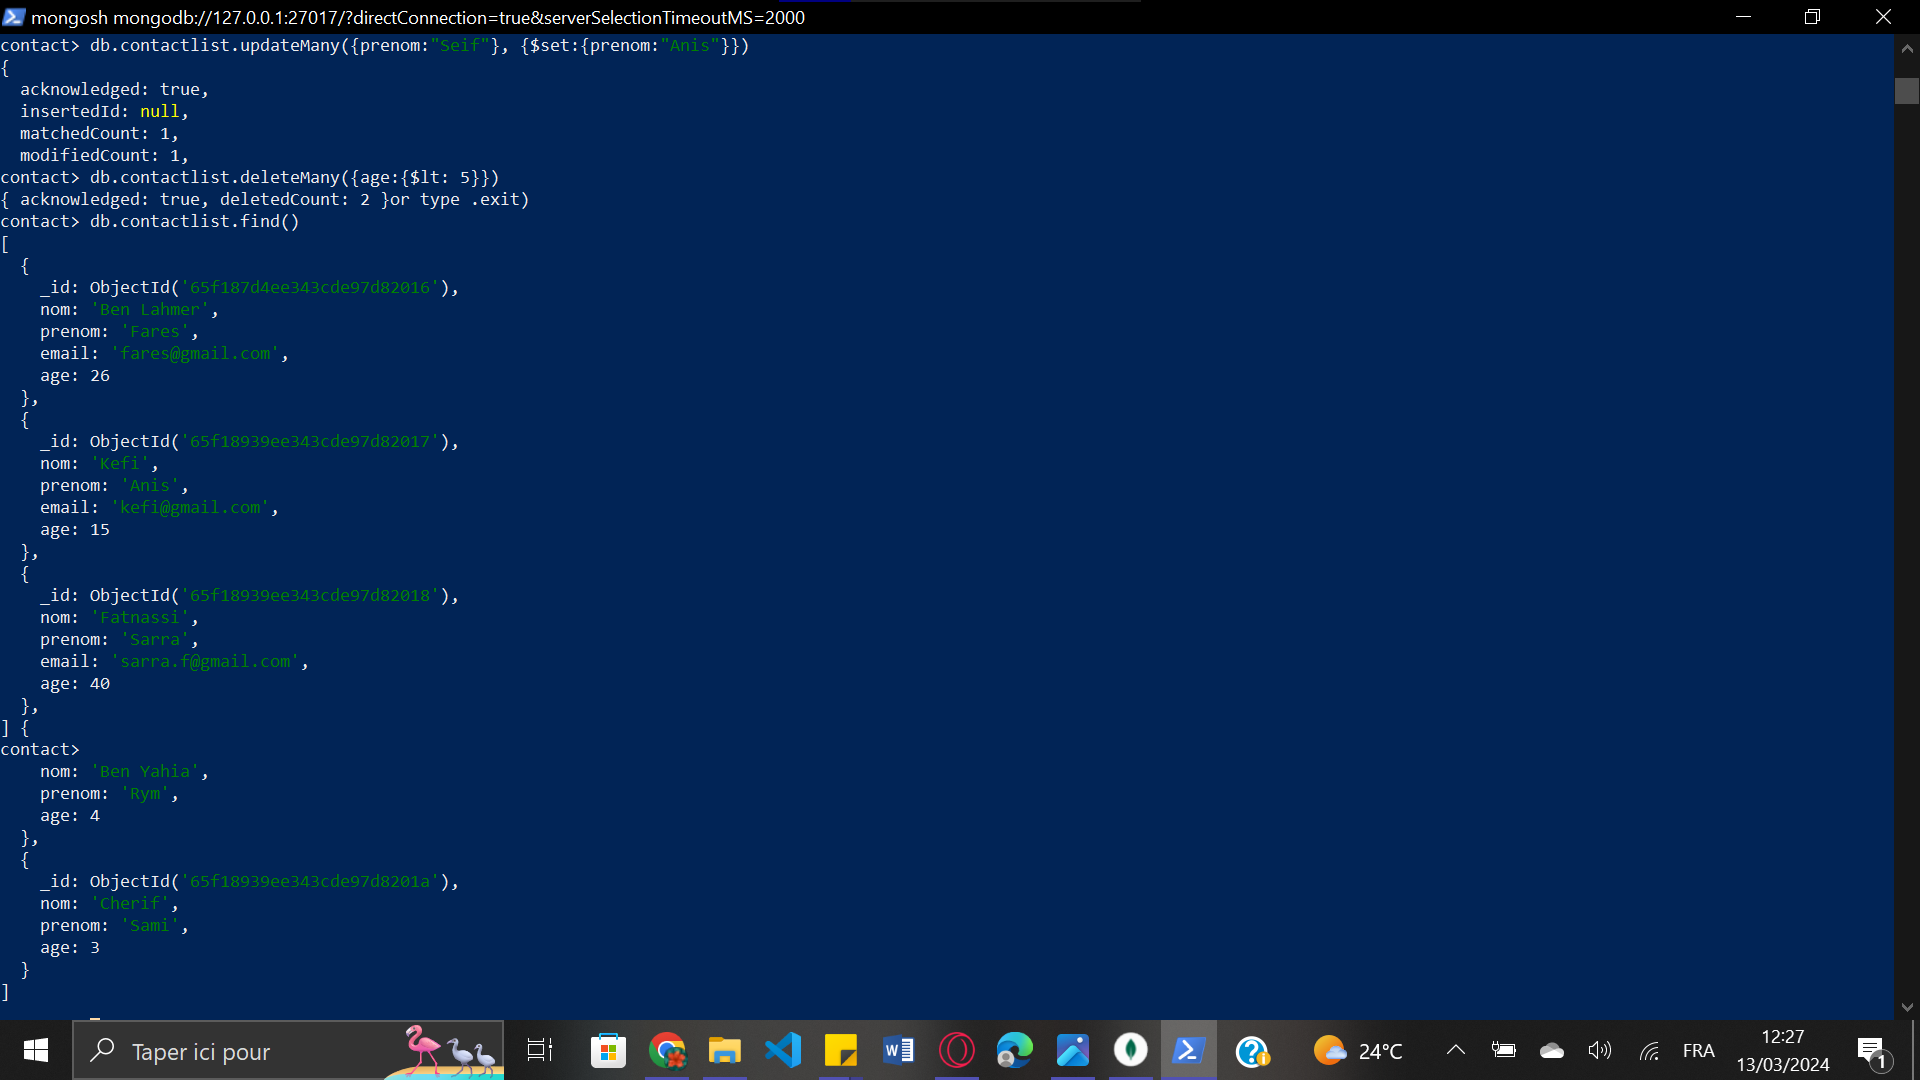 mongosh mongodb://127.0.0.1:27017/?directConnection=true&serverSelectionTimeoutMS=2000
contact> db.contactlist.updateMany({prenom:"Seif"}, {$set:{prenom:"Anis"}})
{
  acknowledged: true,
  insertedId: null,
  matchedCount: 1,
  modifiedCount: 1,
contact> db.contactlist.deleteMany({age:{$lt: 5}})
{ acknowledged: true, deletedCount: 2 }or type .exit)
contact> db.contactlist.find()
[
  {
    _id: ObjectId('65f187d4ee343cde97d82016'),
    nom: 'Ben Lahmer',
    prenom: 'Fares',
    email: 'fares@gmail.com',
    age: 26
  },
  {
    _id: ObjectId('65f18939ee343cde97d82017'),
    nom: 'Kefi',
    prenom: 'Anis',
    email: 'kefi@gmail.com',
    age: 15
  },
  {
    _id: ObjectId('65f18939ee343cde97d82018'),
    nom: 'Fatnassi',
    prenom: 'Sarra',
    email: 'sarra.f@gmail.com',
    age: 40
  },
] {
contact>
    nom: 'Ben Yahia',
    prenom: 'Rym',
    age: 4
  },
  {
    _id: ObjectId('65f18939ee343cde97d8201a'),
    nom: 'Cherif',
    prenom: 'Sami',
    age: 3
  }
]
Taper ici pour
24°C
FRA
12:27
13/03/2024
1